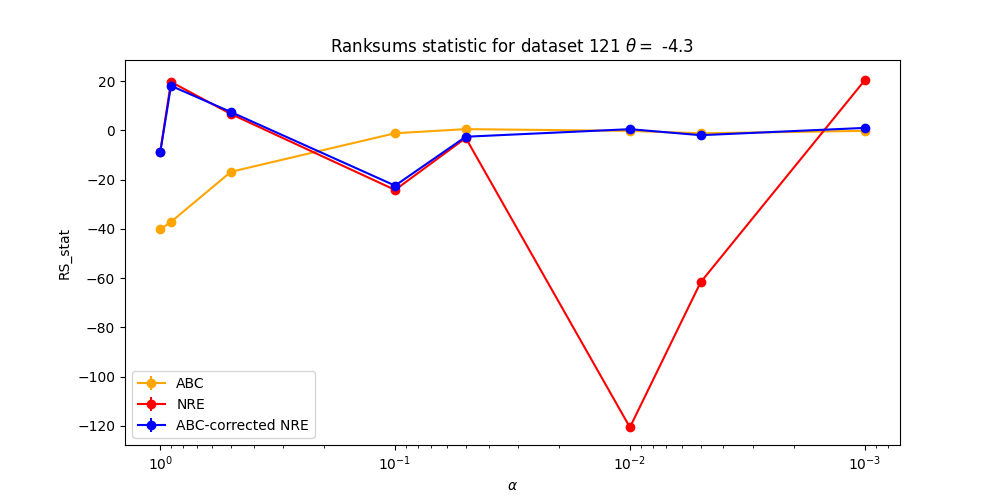 Ranksums statistic for dataset 121 θ = -4.3
RS_stat
20
0
−20
−40
−60
−80
−100
−120
ABC
NRE
ABC-corrected NRE
10⁰
10⁻¹
10⁻²
10⁻³
α